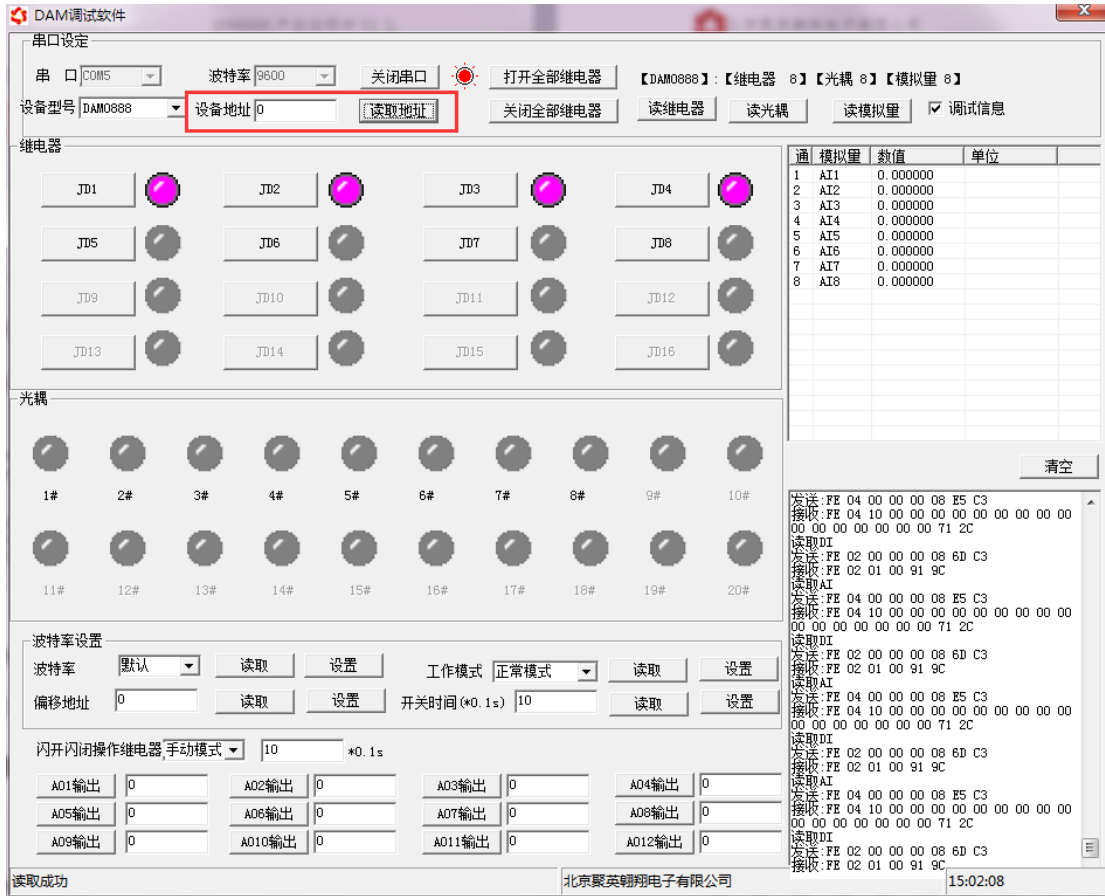 DAM调试软件
串口设定
串 口 COM5 波特率 9600 关闭串口 打开全部继电器 【DAM0888】:【继电器 8】【光耦 8】【模拟量 8】
设备型号 DAM0888 设备地址 0 读取地址 关闭全部继电器 读继电器 读光耦 读模拟量 调试信息
继电器
JD1 JD2 JD3 JD4
JD5 JD6 JD7 JD8
JD9 JD10 JD11 JD12
JD13 JD14 JD15 JD16
通 模拟量 数值 单位
1 AI1 0.000000
2 AI2 0.000000
3 AI3 0.000000
4 AI4 0.000000
5 AI5 0.000000
6 AI6 0.000000
7 AI7 0.000000
8 AI8 0.000000
光耦
1# 2# 3# 4# 5# 6# 7# 8# 9# 10#
11# 12# 13# 14# 15# 16# 17# 18# 19# 20#
清空
发送:FE 04 00 00 00 08 E5 C3
接收:FE 04 10 00 00 00 00 00 00 00 00 00
00 00 00 00 00 00 00 71 2C
读取DI
发送:FE 02 00 00 00 08 6D C3
接收:FE 02 01 00 91 9C
读取AI
发送:FE 04 00 00 00 08 E5 C3
接收:FE 04 10 00 00 00 00 00 00 00 00 00
00 00 00 00 00 00 00 71 2C
读取DI
发送:FE 02 00 00 00 08 6D C3
接收:FE 02 01 00 91 9C
读取AI
发送:FE 04 00 00 00 08 E5 C3
接收:FE 04 10 00 00 00 00 00 00 00 00 00
00 00 00 00 00 00 00 71 2C
读取DI
发送:FE 02 00 00 00 08 6D C3
接收:FE 02 01 00 91 9C
读取AI
发送:FE 04 00 00 00 08 E5 C3
接收:FE 04 10 00 00 00 00 00 00 00 00 00
00 00 00 00 00 00 00 71 2C
读取DI
发送:FE 02 00 00 00 08 6D C3
接收:FE 02 01 00 91 9C
波特率设置
波特率 默认 读取 设置 工作模式 正常模式 读取 设置
偏移地址 0 读取 设置 开关时间(*0.1s) 10 读取 设置
闪开闪闭操作继电器 手动模式 10 *0.1s
AO1输出 0 AO2输出 0 AO3输出 0 AO4输出 0
AO5输出 0 AO6输出 0 AO7输出 0 AO8输出 0
AO9输出 0 AO10输出 0 AO11输出 0 AO12输出 0
读取成功 北京聚英翱翔电子有限公司 15:02:08